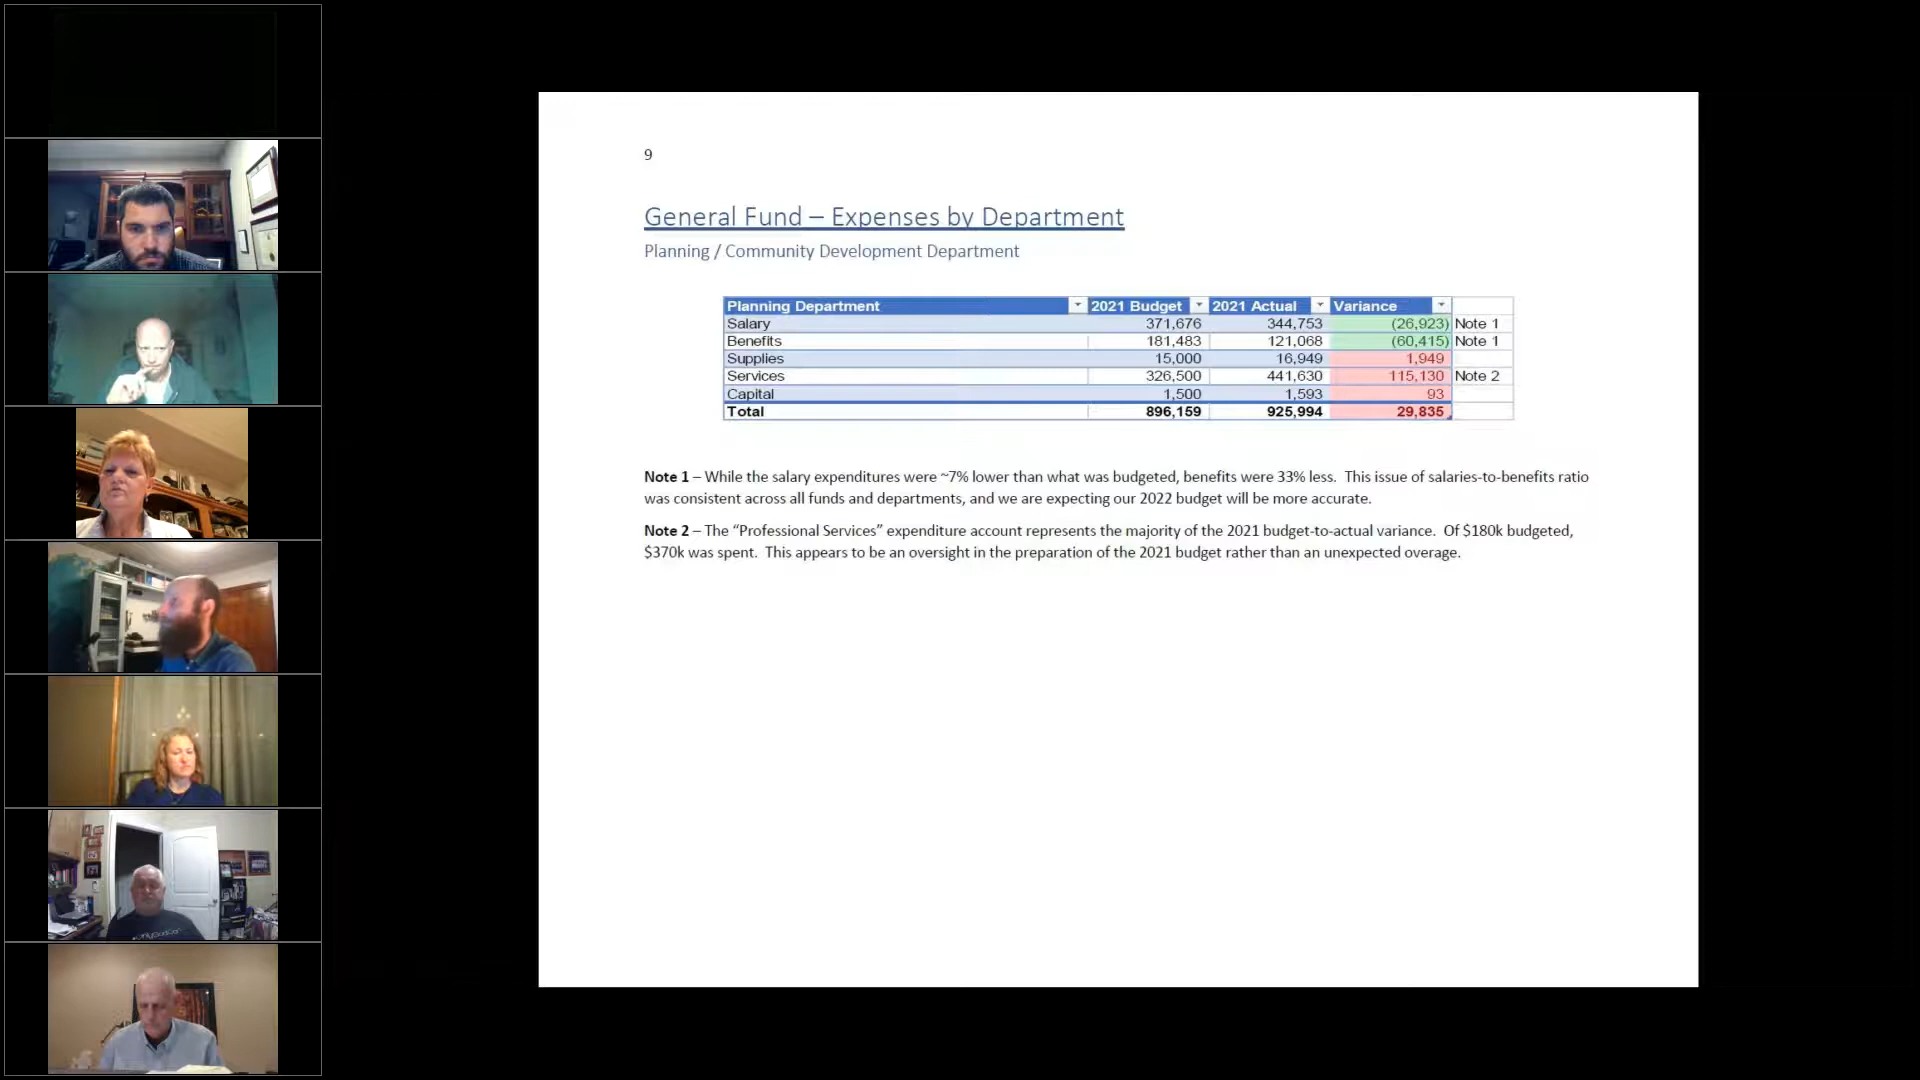 9
General Fund – Expenses by Department
Planning / Community Development Department
Planning Department 2021 Budget 2021 Actual Variance
Salary 371,676 344,753 (26,923) Note 1
Benefits 181,483 121,068 (60,415) Note 1
Supplies 15,000 16,949 1,949
Services 326,500 441,630 115,130 Note 2
Capital 1,500 1,593 93
Total 896,159 925,994 29,835
Note 1 – While the salary expenditures were ~7% lower than what was budgeted, benefits were 33% less. This issue of salaries-to-benefits ratio
was consistent across all funds and departments, and we are expecting our 2022 budget will be more accurate.
Note 2 – The “Professional Services” expenditure account represents the majority of the 2021 budget-to-actual variance. Of $180k budgeted,
$370k was spent. This appears to be an oversight in the preparation of the 2021 budget rather than an unexpected overage.